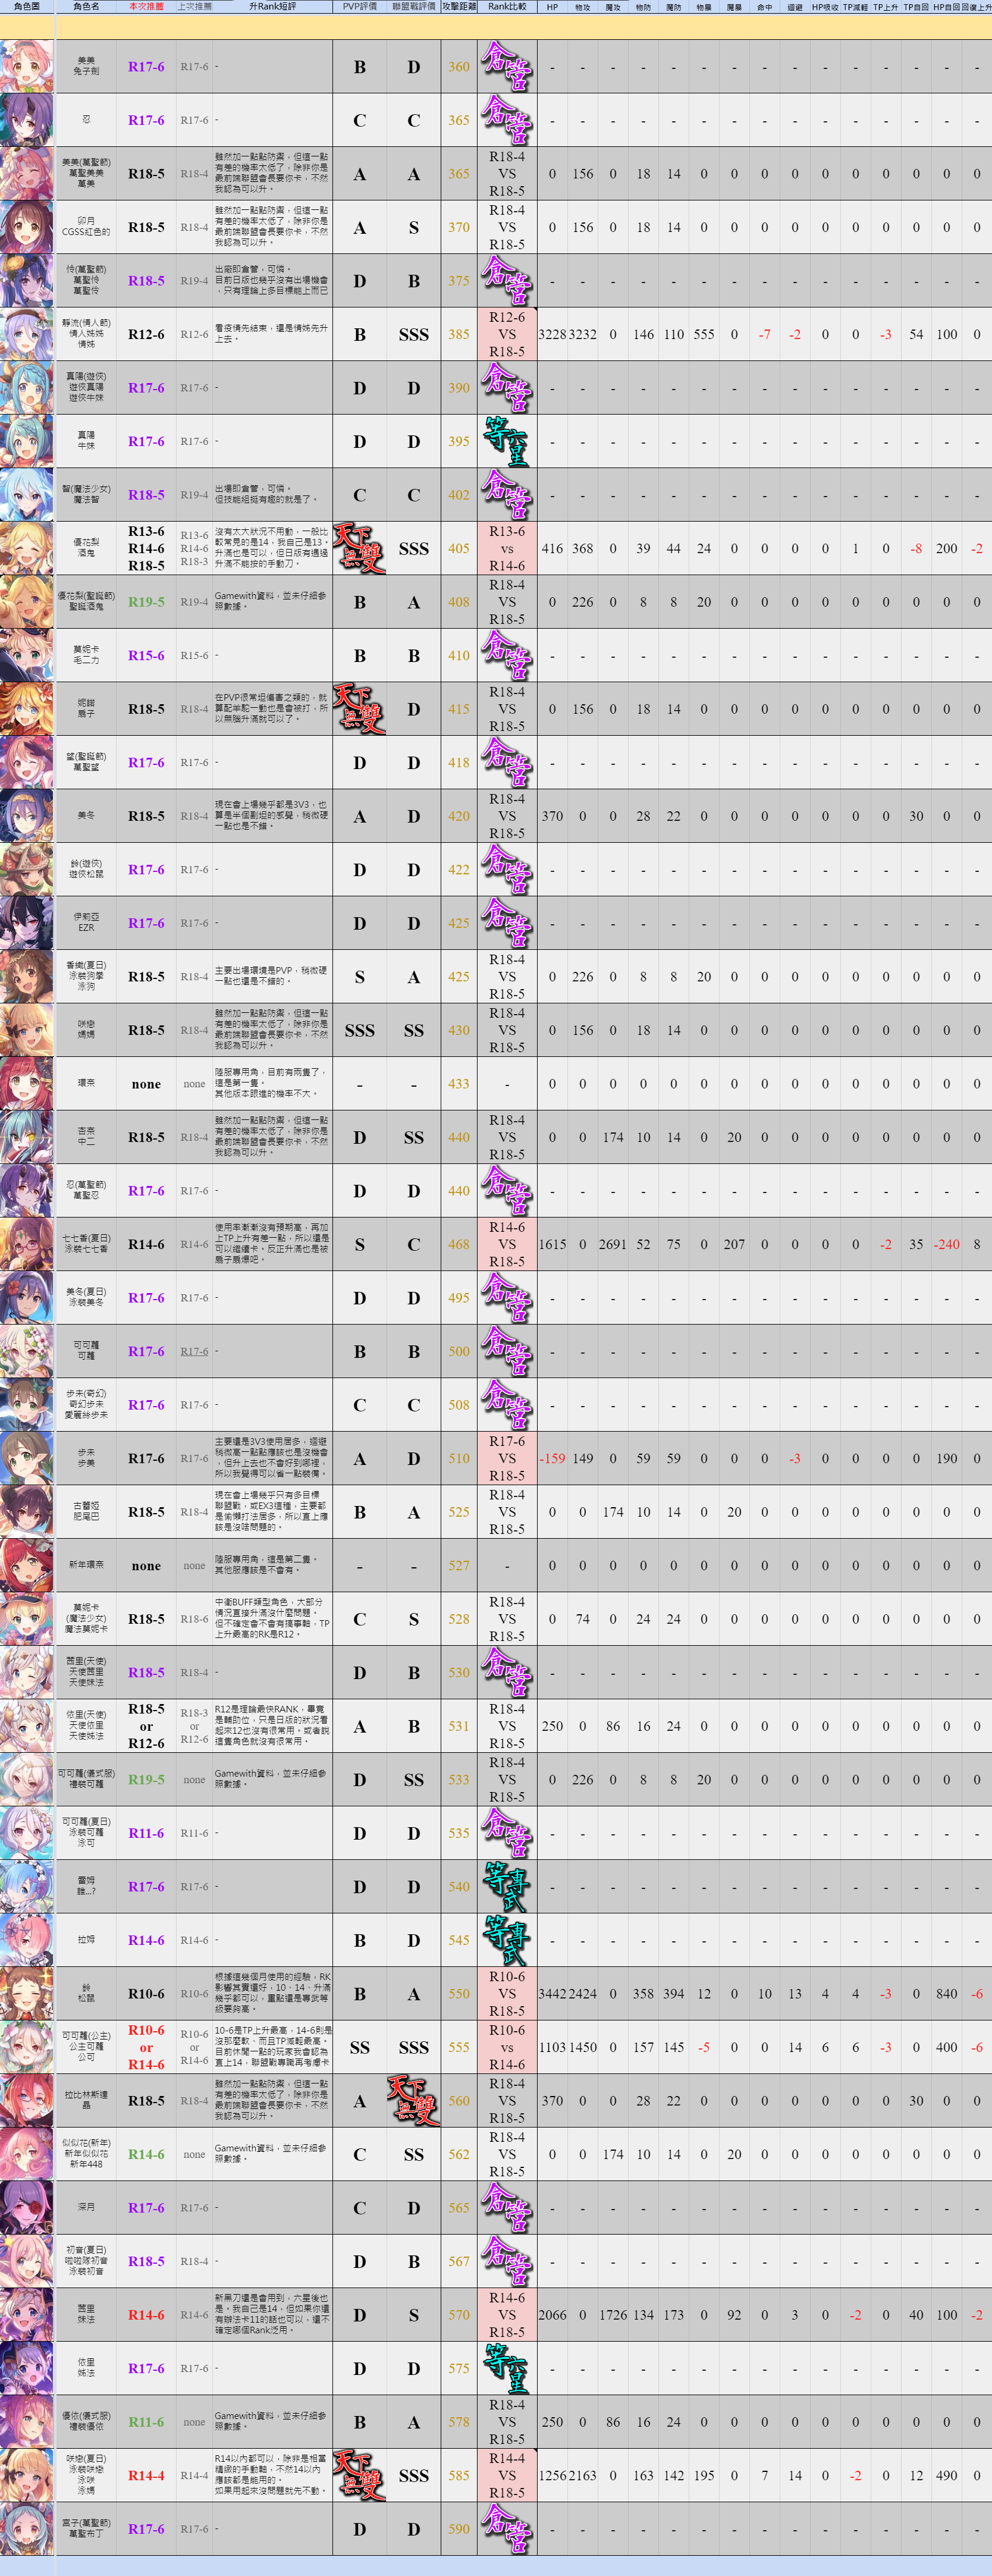 角色圖 角色名 本次推薦 上次推薦 升Rank短評 PVP評價 聯盟戰評價 攻擊距離 Rank比較 HP 物攻 魔攻 物防 魔防 物暴 魔暴 命中 迴避 HP吸收 TP減輕 TP上升 TP自回 HP自回 回復上升
美美
兔子劍
R17-6 R17-6 - B D 360 倉管 - - - - - - - - - - - - - - -
忍
R17-6 R17-6 - C C 365 倉管 - - - - - - - - - - - - - - -
美美(萬聖節)
萬聖美美
萬美
R18-5 R18-4
雖然加一點點防禦，但這一點
有差的機率太低了，除非你是
最前端聯盟會長要你卡，不然
我認為可以升。
A A 365
R18-4
VS
R18-5
0 156 0 18 14 0 0 0 0 0 0 0 0 0 0
卯月
CGSS紅色的
R18-5 R18-4
雖然加一點點防禦，但這一點
有差的機率太低了，除非你是
最前端聯盟會長要你卡，不然
我認為可以升。
A S 370
R18-4
VS
R18-5
0 156 0 18 14 0 0 0 0 0 0 0 0 0 0
伶(萬聖節)
萬聖伶
萬聖伶
R18-5 R19-4
出廠即倉管，可憐。
目前日版也幾乎沒有出場機會
，只有理論上多目標能上而已
D B 375 倉管 - - - - - - - - - - - - - - -
靜流(情人節)
情人姊姊
情姊
R12-6 R12-6
看疫情先結束，還是情姊先升
上去。
B SSS 385
R12-6
VS
R18-5
3228 3232 0 146 110 555 0 -7 -2 0 0 -3 54 100 0
真陽(遊俠)
遊俠真陽
遊俠牛妹
R17-6 R17-6 - D D 390 倉管 - - - - - - - - - - - - - - -
真陽
牛妹
R17-6 R17-6 - D D 395 等六星 - - - - - - - - - - - - - - -
智(魔法少女)
魔法智
R18-5 R19-4
出場即倉管，可憐。
但技能組挺有趣的就是了。
C C 402 倉管 - - - - - - - - - - - - - - -
優花梨
酒鬼
R13-6
R14-6
R18-5
R13-6
R14-6
R18-3
沒有太大狀況不用動，一般比
較常見的是14，我自己是13。
升滿也是可以，但日版有遇過
升滿不能按的手動刀。
天下無雙 SSS 405
R13-6
vs
R14-6
416 368 0 39 44 24 0 0 0 0 1 0 -8 200 -2
優花梨(聖誕節)
聖誕酒鬼
R19-5 R19-4
Gamewith資料，並未仔細參
照數據。
B A 408
R18-4
VS
R18-5
0 226 0 8 8 20 0 0 0 0 0 0 0 0 0
莫妮卡
毛二力
R15-6 R15-6 - B B 410 倉管 - - - - - - - - - - - - - - -
妮諾
扇子
R18-5 R18-4
在PVP很常坦傷害之類的，就
算配羊駝一動也是會被打，所
以無腦升滿就可以了。
天下無雙 D 415
R18-4
VS
R18-5
0 156 0 18 14 0 0 0 0 0 0 0 0 0 0
望(聖誕節)
萬聖望
R17-6 R17-6 - D D 418 倉管 - - - - - - - - - - - - - - -
美冬
R18-5 R18-4
現在會上場幾乎都是3V3，也
算是半個副坦的感覺，稍微硬
一點也是不錯。
A D 420
R18-4
VS
R18-5
370 0 0 28 22 0 0 0 0 0 0 0 30 0 0
鈴(遊俠)
遊俠松鼠
R17-6 R17-6 - D D 422 倉管 - - - - - - - - - - - - - - -
伊莉亞
EZR
R17-6 R17-6 - D D 425 倉管 - - - - - - - - - - - - - - -
香織(夏日)
泳裝狗拳
泳狗
R18-5 R18-4
主要出場環境是PVP，稍微硬
一點也還是不錯的。
S A 425
R18-4
VS
R18-5
0 226 0 8 8 20 0 0 0 0 0 0 0 0 0
咲戀
媽媽
R18-5 R18-4
雖然加一點點防禦，但這一點
有差的機率太低了，除非你是
最前端聯盟會長要你卡，不然
我認為可以升。
SSS SS 430
R18-4
VS
R18-5
0 156 0 18 14 0 0 0 0 0 0 0 0 0 0
環奈
none none
陸服專用角，目前有兩隻了，
這是第一隻。
其他版本跟進的機率不大。
- - 433 - 0 0 0 0 0 0 0 0 0 0 0 0 0 0 0
杏奈
中二
R18-5 R18-4
雖然加一點點防禦，但這一點
有差的機率太低了，除非你是
最前端聯盟會長要你卡，不然
我認為可以升。
D SS 440
R18-4
VS
R18-5
0 0 174 10 14 0 20 0 0 0 0 0 0 0 0
忍(萬聖節)
萬聖忍
R17-6 R17-6 - D D 440 倉管 - - - - - - - - - - - - - - -
七七香(夏日)
泳裝七七香
R14-6 R14-6
使用率漸漸沒有預期高，再加
上TP上升有差一點，所以還是
可以繼續卡。反正升滿也是被
扇子扇爆吧。
S C 468
R14-6
VS
R18-5
1615 0 2691 52 75 0 207 0 0 0 0 -2 35 -240 8
美冬(夏日)
泳裝美冬
R17-6 R17-6 - D D 495 倉管 - - - - - - - - - - - - - - -
可可蘿
可蘿
R17-6 R17-6 - B B 500 倉管 - - - - - - - - - - - - - - -
步未(奇幻)
奇幻步未
愛麗絲步未
R17-6 R17-6 - C C 508 倉管 - - - - - - - - - - - - - - -
步未
步美
R17-6 R17-6
主要還是3V3使用居多，迴避
稍微高一點點應該也是沒機會
，但升上去也不會好到哪裡，
所以我覺得可以省一點裝備。
A D 510
R17-6
VS
R18-5
-159 149 0 59 59 0 0 0 -3 0 0 0 0 190 0
古蕾婭
肥尾巴
R18-5 R18-4
現在會上場幾乎只有多目標
聯盟戰，或EX3這種，主要都
是偷懶打法居多，所以直上應
該是沒啥問題的。
B A 525
R18-4
VS
R18-5
0 0 174 10 14 0 20 0 0 0 0 0 0 0 0
新年環奈
none none
陸服專用角，這是第二隻。
其他服應該是不會有。
- - 527 - 0 0 0 0 0 0 0 0 0 0 0 0 0 0 0
莫妮卡
(魔法少女)
魔法莫妮卡
R18-5 R18-6
中衛BUFF類型角色，大部分
情況直接升滿沒什麼問題。
但不確定會不會有搞事軸，TP
上升最高的RK是R12。
C S 528
R18-4
VS
R18-5
0 74 0 24 24 0 0 0 0 0 0 0 0 0 0
茜里(天使)
天使茜里
天使妹法
R18-5 R18-4 - D B 530 倉管 - - - - - - - - - - - - - - -
依里(天使)
天使依里
天使姊法
R18-5
or
R12-6
R18-3
or
R12-6
R12是理論最快RANK，畢竟
是輔助位，只是日版的狀況看
起來12也沒有很常用。或者說
這隻角色就沒有很常用。
A B 531
R18-4
VS
R18-5
250 0 86 16 24 0 0 0 0 0 0 0 0 0 0
可可蘿(儀式服)
禮裝可蘿
R19-5 none
Gamewith資料，並未仔細參
照數據。
D SS 533
R18-4
VS
R18-5
0 226 0 8 8 20 0 0 0 0 0 0 0 0 0
可可蘿(夏日)
泳裝可蘿
泳可
R11-6 R11-6 - D D 535 倉管 - - - - - - - - - - - - - - -
雷姆
誰...?
R17-6 R17-6 - D D 540 等專武 - - - - - - - - - - - - - - -
拉姆
R14-6 R14-6 - B D 545 等專武 - - - - - - - - - - - - - - -
鈴
松鼠
R10-6 R10-6
根據這幾個月使用的經驗，RK
影響其實還好，10、14、升滿
幾乎都可以，重點還是專武等
級要夠高。
B A 550
R10-6
VS
R18-5
3442 2424 0 358 394 12 0 10 13 4 4 -3 0 840 -6
可可蘿(公主)
公主可蘿
公可
R10-6
or
R14-6
R10-6
or
R14-6
10-6是TP上升最高，14-6則是
沒那麼軟、而且TP減輕最高。
目前休閒一點的玩家我會認為
直上14，聯盟戰專職再考慮卡
SS SSS 555
R10-6
vs
R14-6
1103 1450 0 157 145 -5 0 0 14 6 6 -3 0 400 -6
拉比林斯達
晶
R18-5 R18-4
雖然加一點點防禦，但這一點
有差的機率太低了，除非你是
最前端聯盟會長要你卡，不然
我認為可以升。
A 天下無雙 560
R18-4
VS
R18-5
370 0 0 28 22 0 0 0 0 0 0 0 30 0 0
似似花(新年)
新年似似花
新年448
R14-6 none
Gamewith資料，並未仔細參
照數據。
C SS 562
R18-4
VS
R18-5
0 0 174 10 14 0 20 0 0 0 0 0 0 0 0
深月
R17-6 R17-6 - C D 565 倉管 - - - - - - - - - - - - - - -
初音(夏日)
啦啦隊初音
泳裝初音
R18-5 R18-4 - D B 567 倉管 - - - - - - - - - - - - - - -
茜里
妹法
R14-6 R14-6
新黑刀還是會用到，六星後也
是。我自己是14，但如果你還
有辦法卡11的話也可以，還不
確定哪個Rank泛用。
D S 570
R14-6
VS
R18-5
2066 0 1726 134 173 0 92 0 3 0 -2 0 40 100 -2
依里
姊法
R17-6 R17-6 - D D 575 等六星 - - - - - - - - - - - - - - -
優依(儀式服)
禮裝優依
R11-6 none
Gamewith資料，並未仔細參
照數據。
B A 578
R18-4
VS
R18-5
250 0 86 16 24 0 0 0 0 0 0 0 0 0 0
咲戀(夏日)
泳裝咲戀
泳咲
泳媽
R14-4 R14-4
R14以內都可以，除非是相當
精緻的手動軸，不然14以內
應該都是能用的。
如果用起來沒問題就先不動。
天下無雙 SSS 585
R14-4
VS
R18-5
1256 2163 0 163 142 195 0 7 14 0 -2 0 12 490 0
宮子(萬聖節)
萬聖布丁
R17-6 R17-6 - D D 590 倉管 - - - - - - - - - - - - - - -